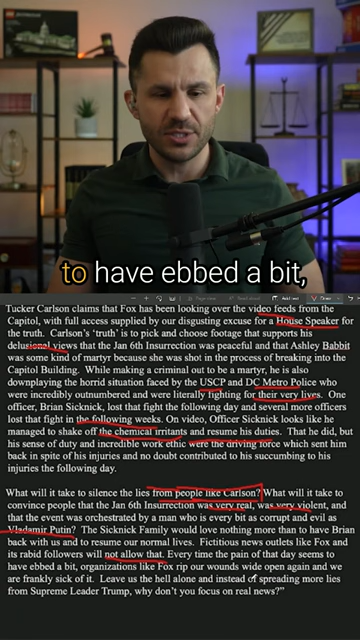 to have ebbed a bit,
Page view
Read aloud
Add text
Draw
Tucker Carlson claims that Fox has been looking over the video feeds from the
Capitol, with full access supplied by our disgusting excuse for a House Speaker for
the truth. Carlson's 'truth' is to pick and choose footage that supports his
delusional views that the Jan 6th Insurrection was peaceful and that Ashley Babbit
was some kind of martyr because she was shot in the process of breaking into the
Capitol Building. While making a criminal out to be a martyr, he is also
downplaying the horrid situation faced by the USCP and DC Metro Police who
were incredibly outnumbered and were literally fighting for their very lives. One
officer, Brian Sicknick, lost that fight the following day and several more officers
lost that fight in the following weeks. On video, Officer Sicknick looks like he
managed to shake off the chemical irritants and resume his duties. That he did, but
his sense of duty and incredible work ethic were the driving force which sent him
back in spite of his injuries and no doubt contributed to his succumbing to his
injuries the following day.
What will it take to silence the lies from people like Carlson? What will it take to
convince people that the Jan 6th Insurrection was very real, was very violent, and
that the event was orchestrated by a man who is every bit as corrupt and evil as
Vladamir Putin? The Sicknick Family would love nothing more than to have Brian
back with us and to resume our normal lives. Fictitious news outlets like Fox and
its rabid followers will not allow that. Every time the pain of that day seems to
have ebbed a bit, organizations like Fox rip our wounds wide open again and we
are frankly sick of it. Leave us the hell alone and instead of spreading more lies
from Supreme Leader Trump, why don't you focus on real news?"